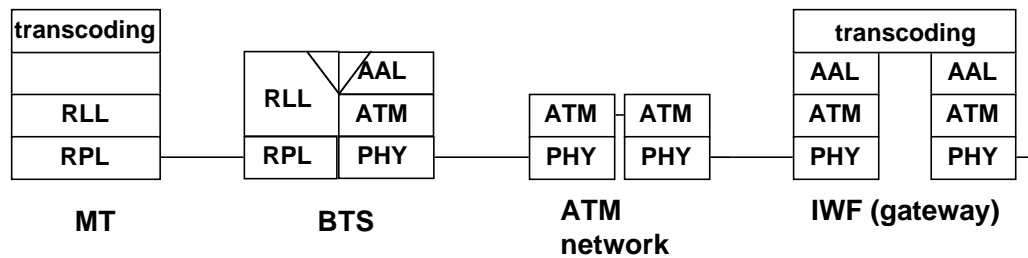 transcoding
RLL
RPL
MT
RLL
AAL
ATM
RPL
PHY
BTS
ATM
ATM
PHY
PHY
ATM
network
transcoding
AAL
AAL
ATM
ATM
PHY
PHY
IWF (gateway)